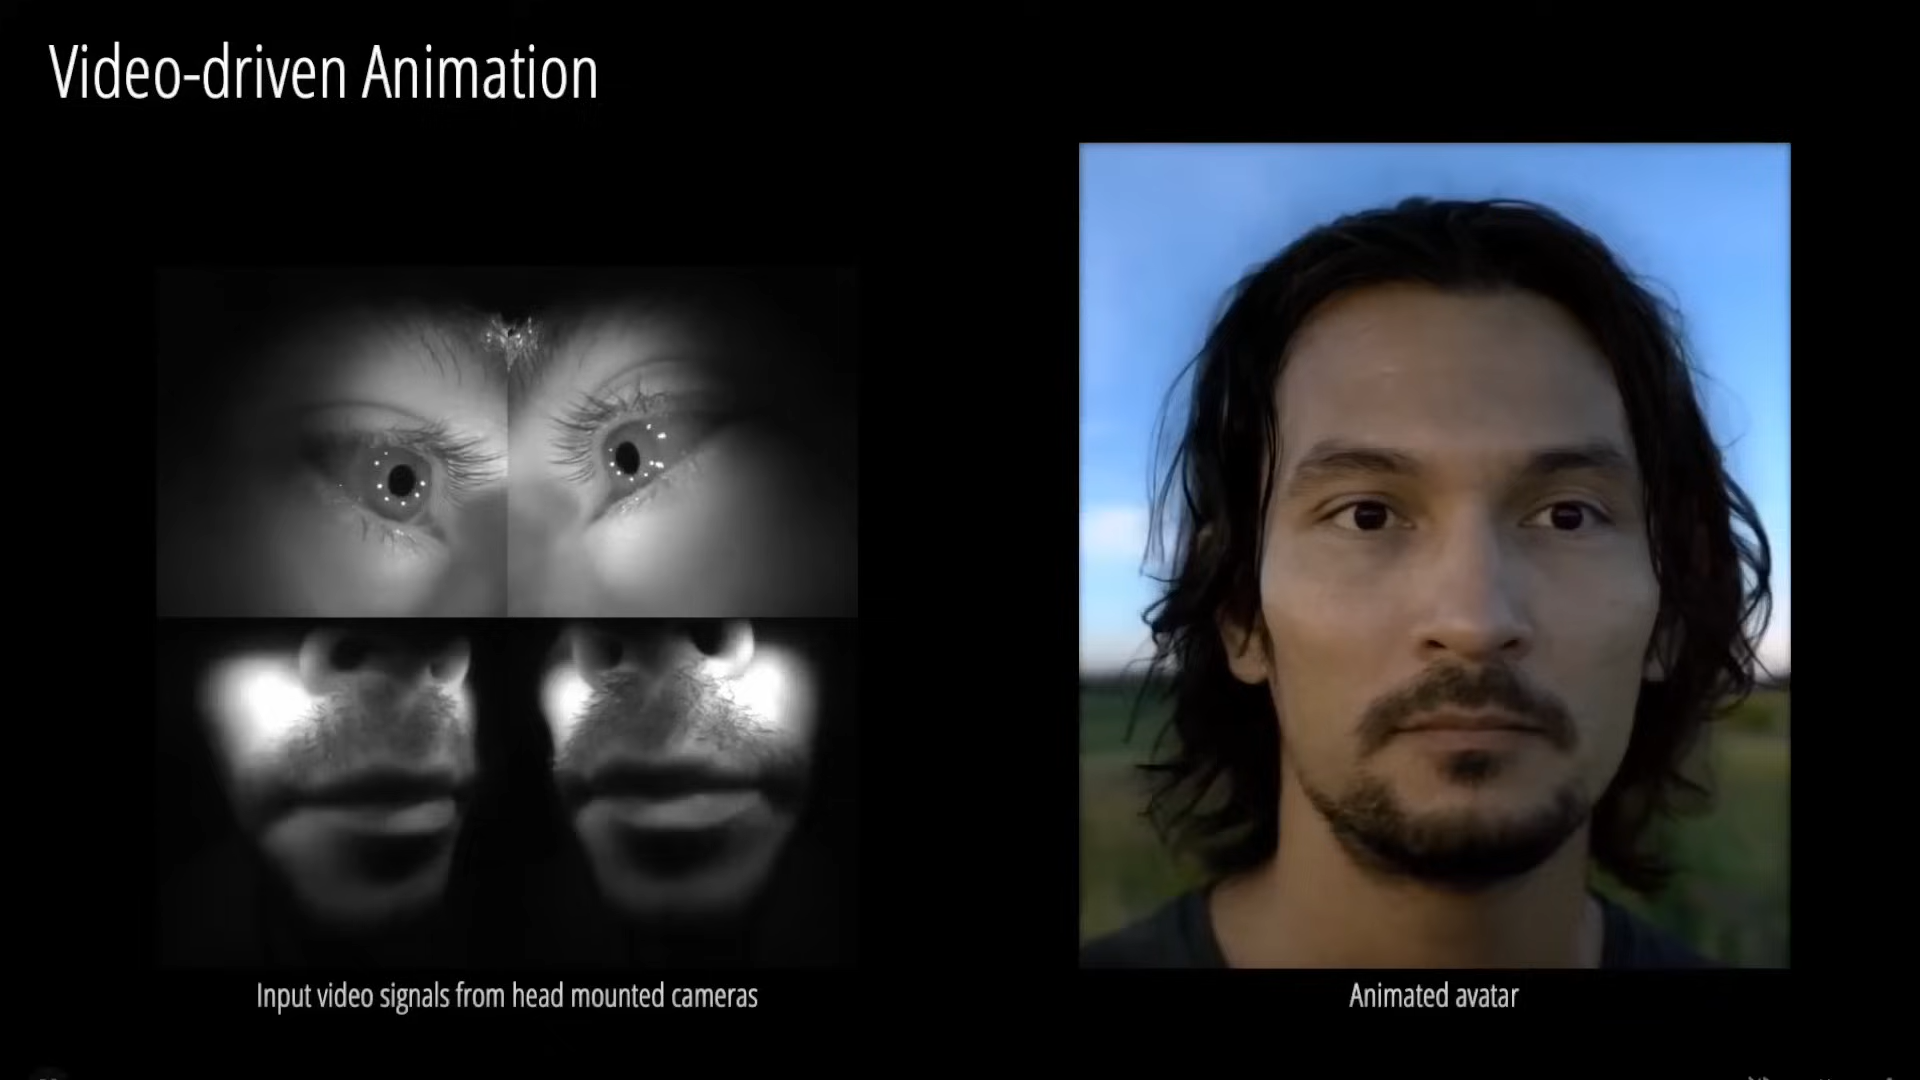 Video-driven Animation
Input video signals from head mounted cameras
Animated avatar